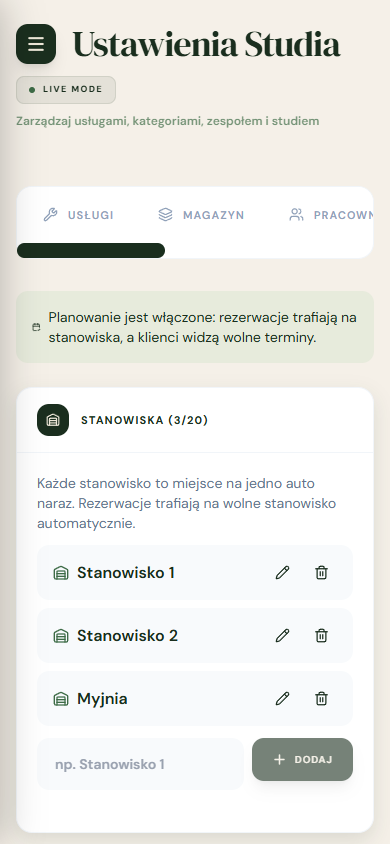 Ustawienia Studia
LIVE MODE
Zarządzaj usługami, kategoriami, zespołem i studiem
USŁUGI MAGAZYN PRACOWN
Planowanie jest włączone: rezerwacje trafiają na
stanowiska, a klienci widzą wolne terminy.
STANOWISKA (3/20)
Każde stanowisko to miejsce na jedno auto
naraz. Rezerwacje trafiają na wolne stanowisko
automatycznie.
Stanowisko 1
Stanowisko 2
Myjnia
np. Stanowisko 1 DODAJ